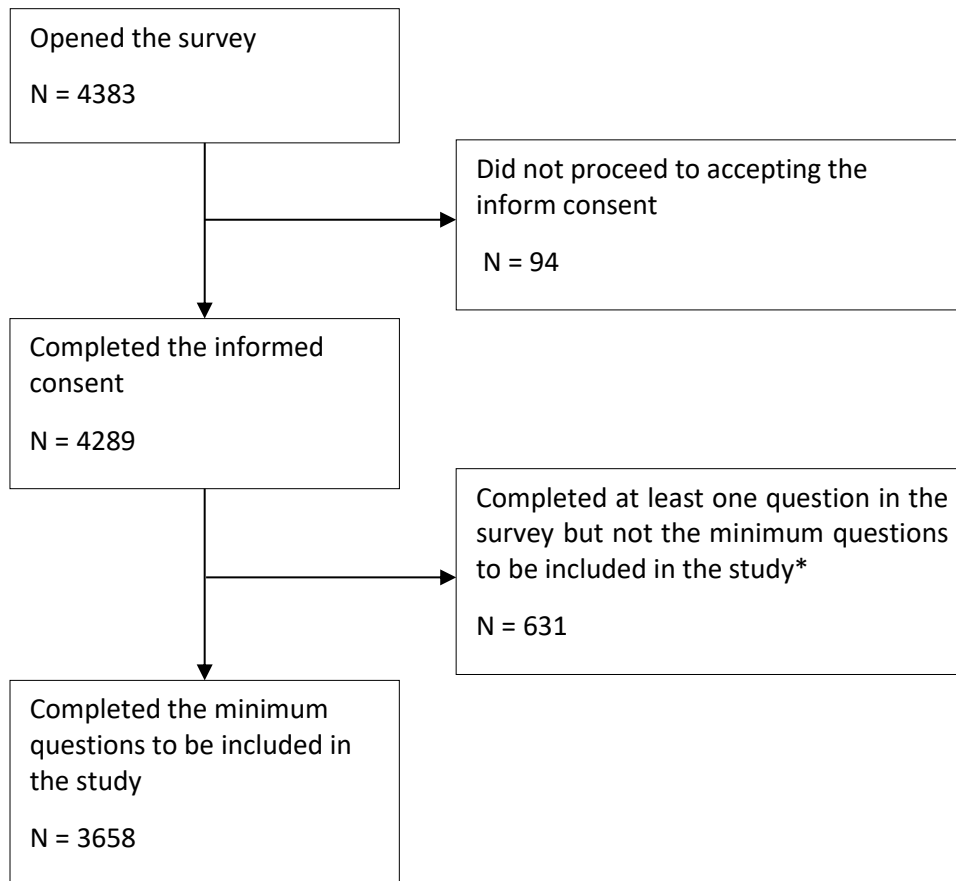 Opened the survey
N = 4383
Did not proceed to accepting the
inform consent
N = 94
Completed the informed
consent
N = 4289
Completed at least one question in the
survey but not the minimum questions
to be included in the study*
N = 631
Completed the minimum
questions to be included in
the study
N = 3658